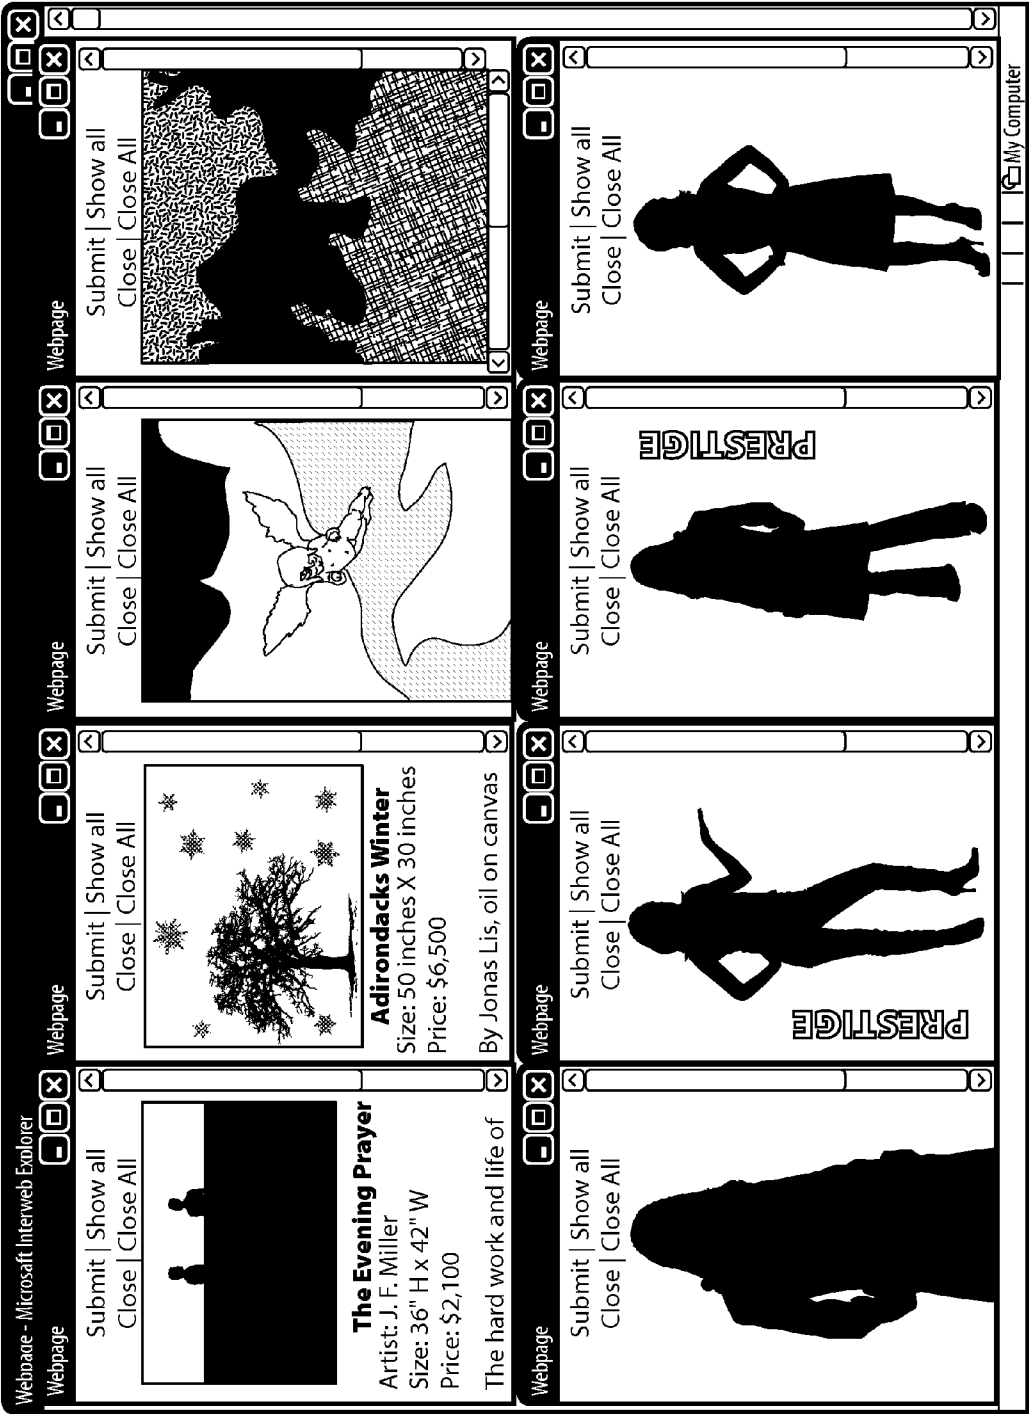 Webpage - Microsaft Interweb Explorer
Webpage
Submit | Show all
Close | Close All
The Evening Prayer
Artist: J. F. Miller
Size: 36" H x 42" W
Price: $2,100
The hard work and life of
Webpage
Submit | Show all
Close | Close All
Adirondacks Winter
Size: 50 inches X 30 inches
Price: $6,500
By Jonas Lis, oil on canvas
Webpage
Submit | Show all
Close | Close All
Webpage
Submit | Show all
Close | Close All
Webpage
Submit | Show all
Close | Close All
Webpage
Submit | Show all
Close | Close All
PRESTIGE
Webpage
Submit | Show all
Close | Close All
PRESTIGE
Webpage
Submit | Show all
Close | Close All
My Computer